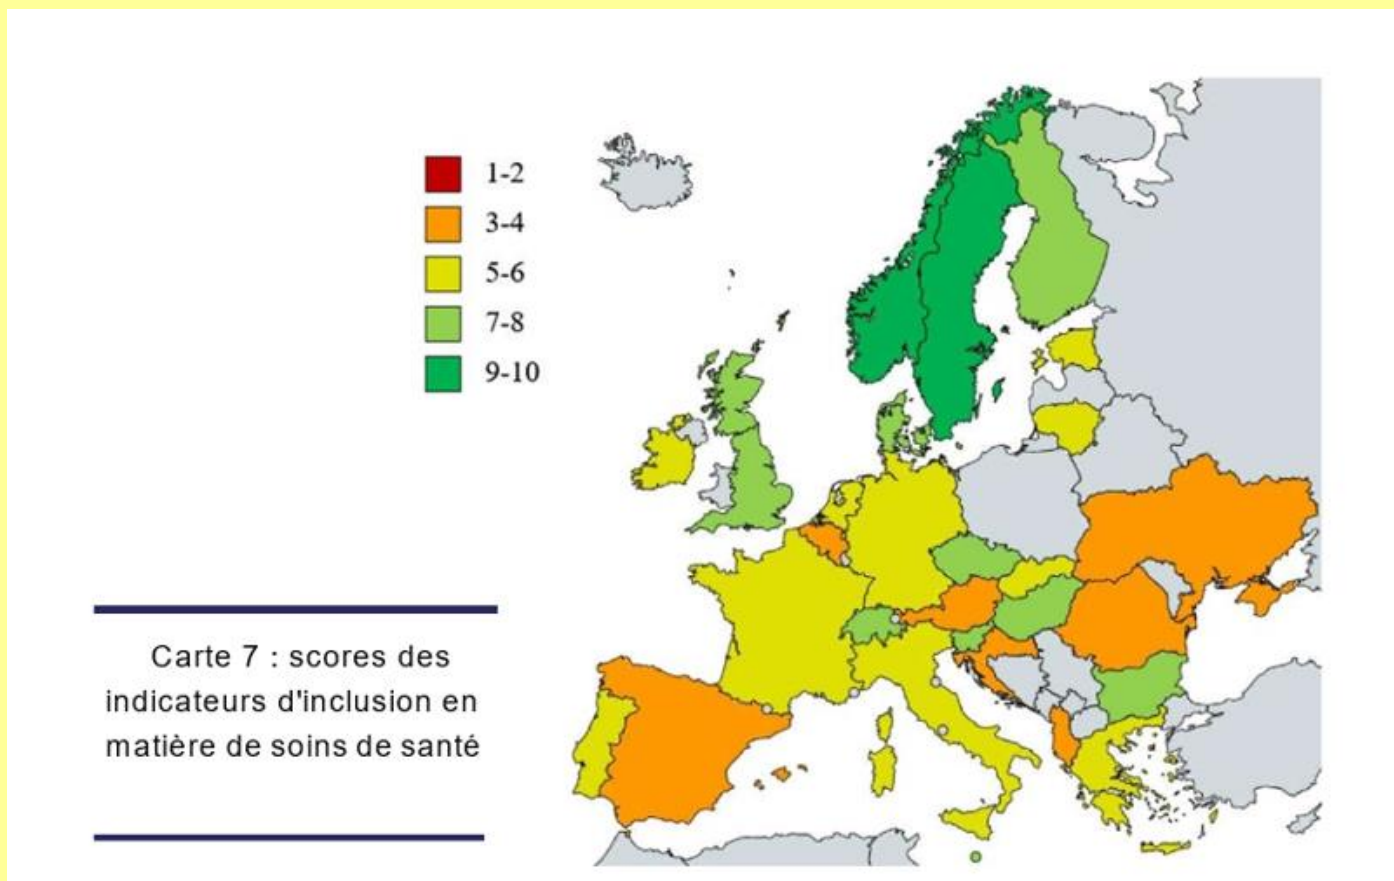 1-2
3-4
5-6
7-8
9-10
Carte 7 : scores des
indicateurs d'inclusion en
matière de soins de santé